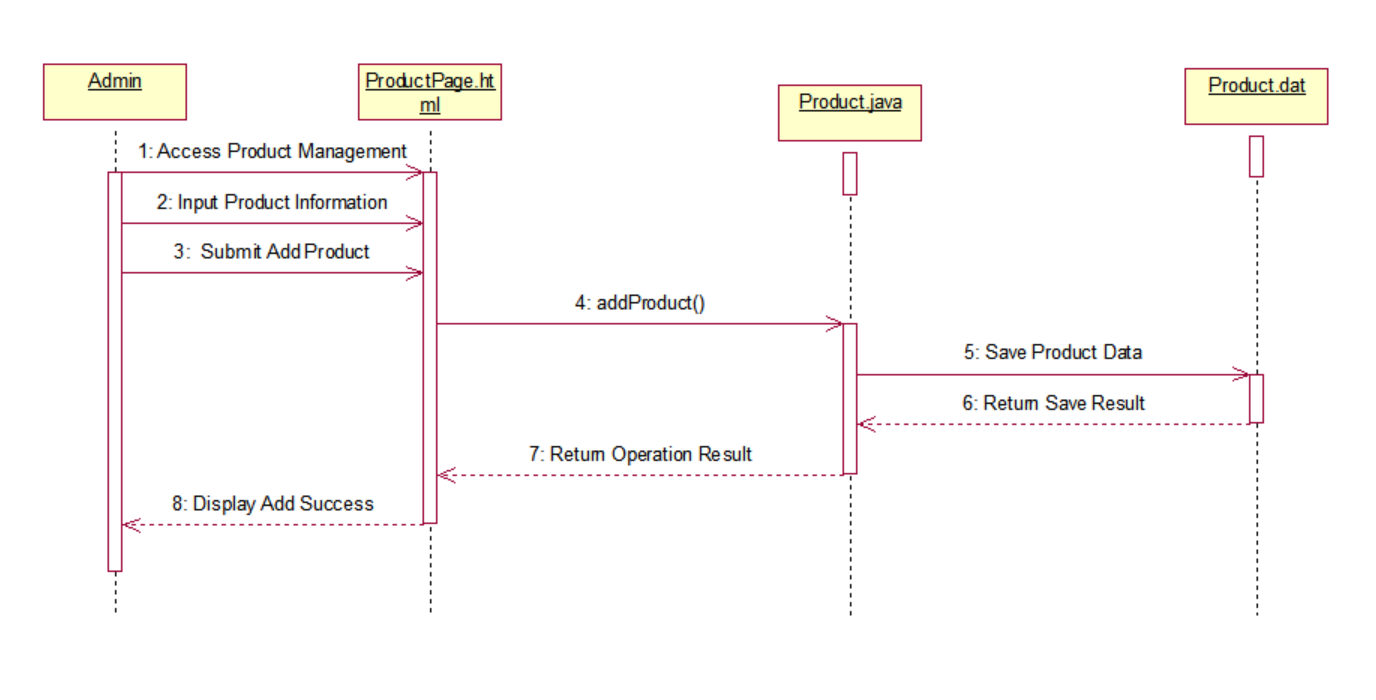 Admin
ProductPage.ht
ml
Product.java
Product.dat
1: Access Product Management
2: Input Product Information
3:  Submit Add Product
4: addProduct()
5: Save Product Data
6: Return Save Result
7: Return Operation Result
8: Display Add Success